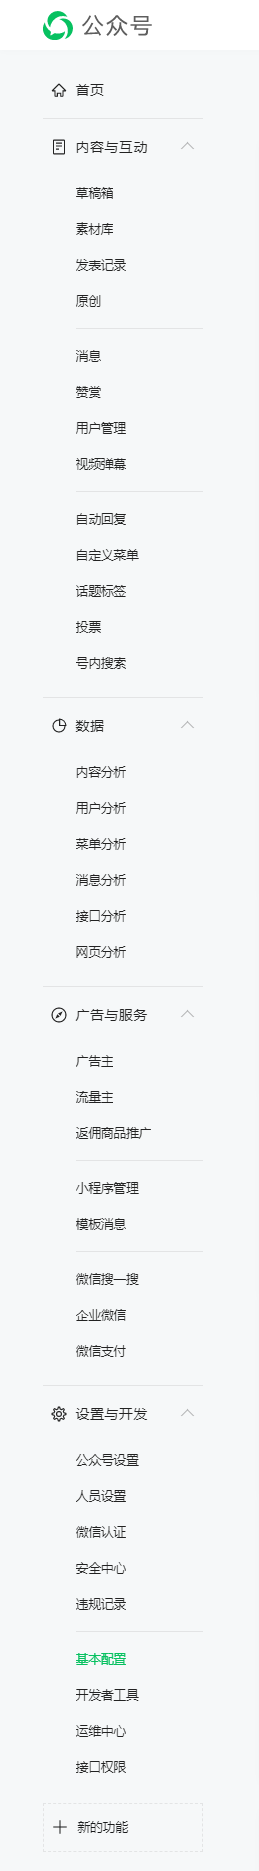 公众号
首页
内容与互动
草稿箱
素材库
发表记录
原创
消息
赞赏
用户管理
视频弹幕
自动回复
自定义菜单
话题标签
投票
号内搜索
数据
内容分析
用户分析
菜单分析
消息分析
接口分析
网页分析
广告与服务
广告主
流量主
返佣商品推广
小程序管理
模板消息
微信搜一搜
企业微信
微信支付
设置与开发
公众号设置
人员设置
微信认证
安全中心
违规记录
基本配置
开发者工具
运维中心
接口权限
新的功能